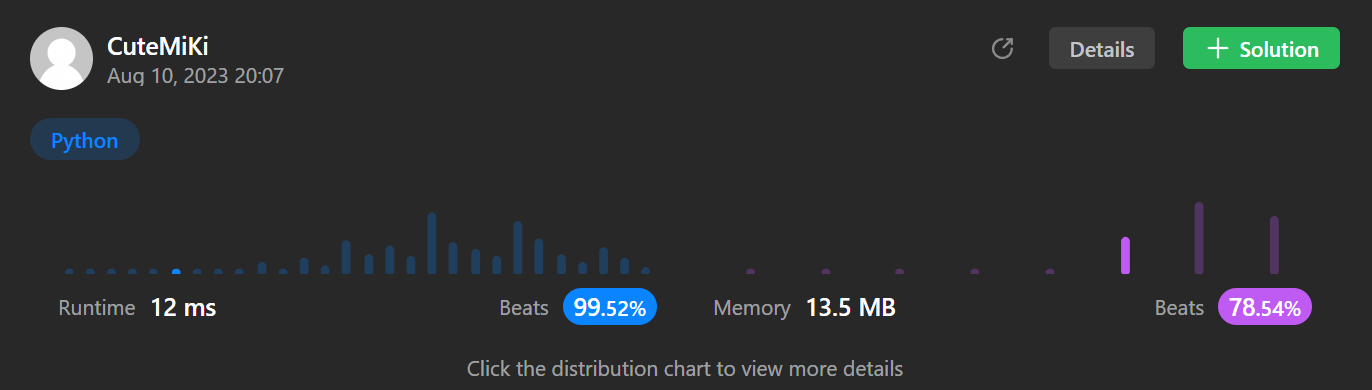 CuteMiKi
Aug 10, 2023 20:07
Details
Solution
Python
Runtime 12 ms Beats 99.52% Memory 13.5 MB Beats 78.54%
Click the distribution chart to view more details